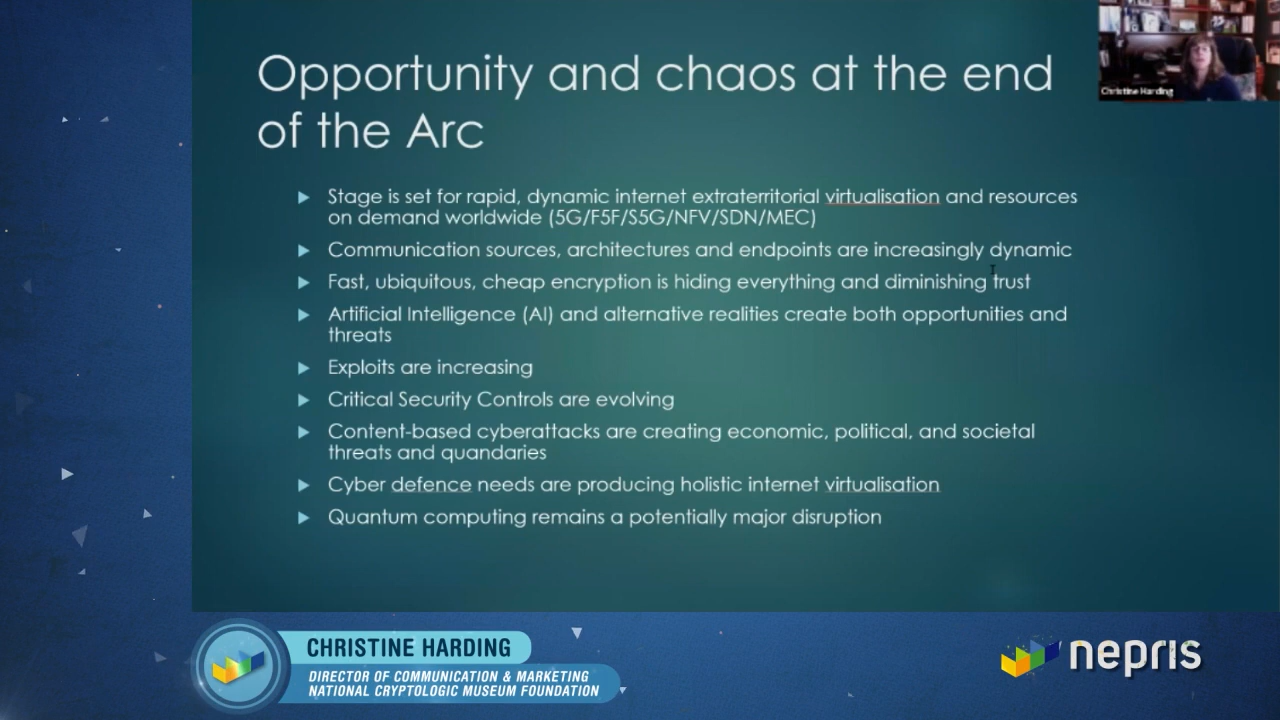 Opportunity and chaos at the end
of the Arc
Christine Harding
Stage is set for rapid, dynamic internet extraterritorial virtualisation and resources
on demand worldwide (5G/F5F/S5G/NFV/SDN/MEC)
Communication sources, architectures and endpoints are increasingly dynamic
Fast, ubiquitous, cheap encryption is hiding everything and diminishing trust
Artificial Intelligence (AI) and alternative realities create both opportunities and
threats
Exploits are increasing
Critical Security Controls are evolving
Content-based cyberattacks are creating economic, political, and societal
threats and quandaries
Cyber defence needs are producing holistic internet virtualisation
Quantum computing remains a potentially major disruption
CHRISTINE HARDING
DIRECTOR OF COMMUNICATION & MARKETING
NATIONAL CRYPTOLOGIC MUSEUM FOUNDATION
nepris